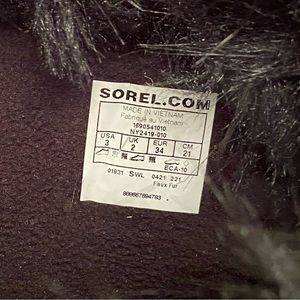 SOREL.COM
MADE IN VIETNAM
Fabriqué au Vietnam
1690541010
NY2419-010
USA UK EUR CM
3 2 34 21
ECA-10
01831 SWL 0421 221
Faux Fur